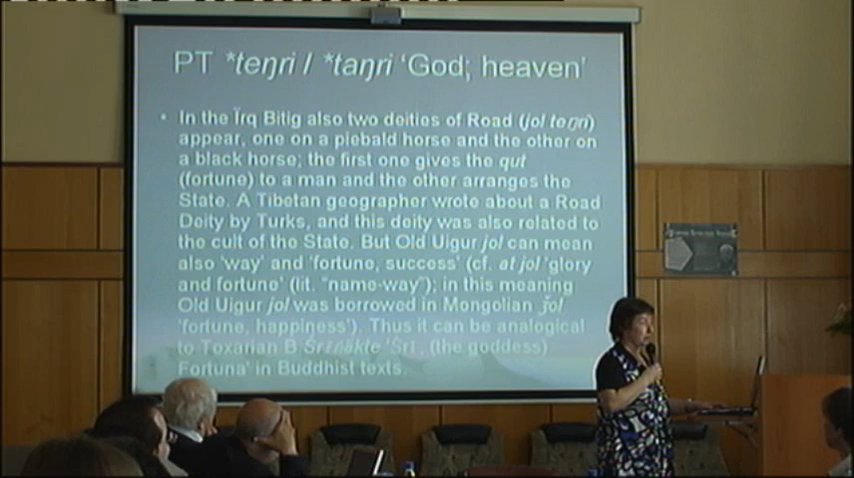 PT *teŋri / *taŋri ‘God; heaven’
• In the Ïrq Bitig also two deities of Road (jol teŋri)
appear, one on a piebald horse and the other on
a black horse; the first one gives the qut
(fortune) to a man and the other arranges the
State. A Tibetan geographer wrote about a Road
Deity by Turks, and this deity was also related to
the cult of the State. But Old Uigur jol can mean
also ‘way’ and ‘fortune, success’ (cf. at jol ‘glory
and fortune’ (lit. “name-way”); in this meaning
Old Uigur jol was borrowed in Mongolian ǯol
‘fortune, happiness’). Thus it can be analogical
to Toxarian B ‘Śri, (the goddess)
Fortuna’ in Buddhist texts.